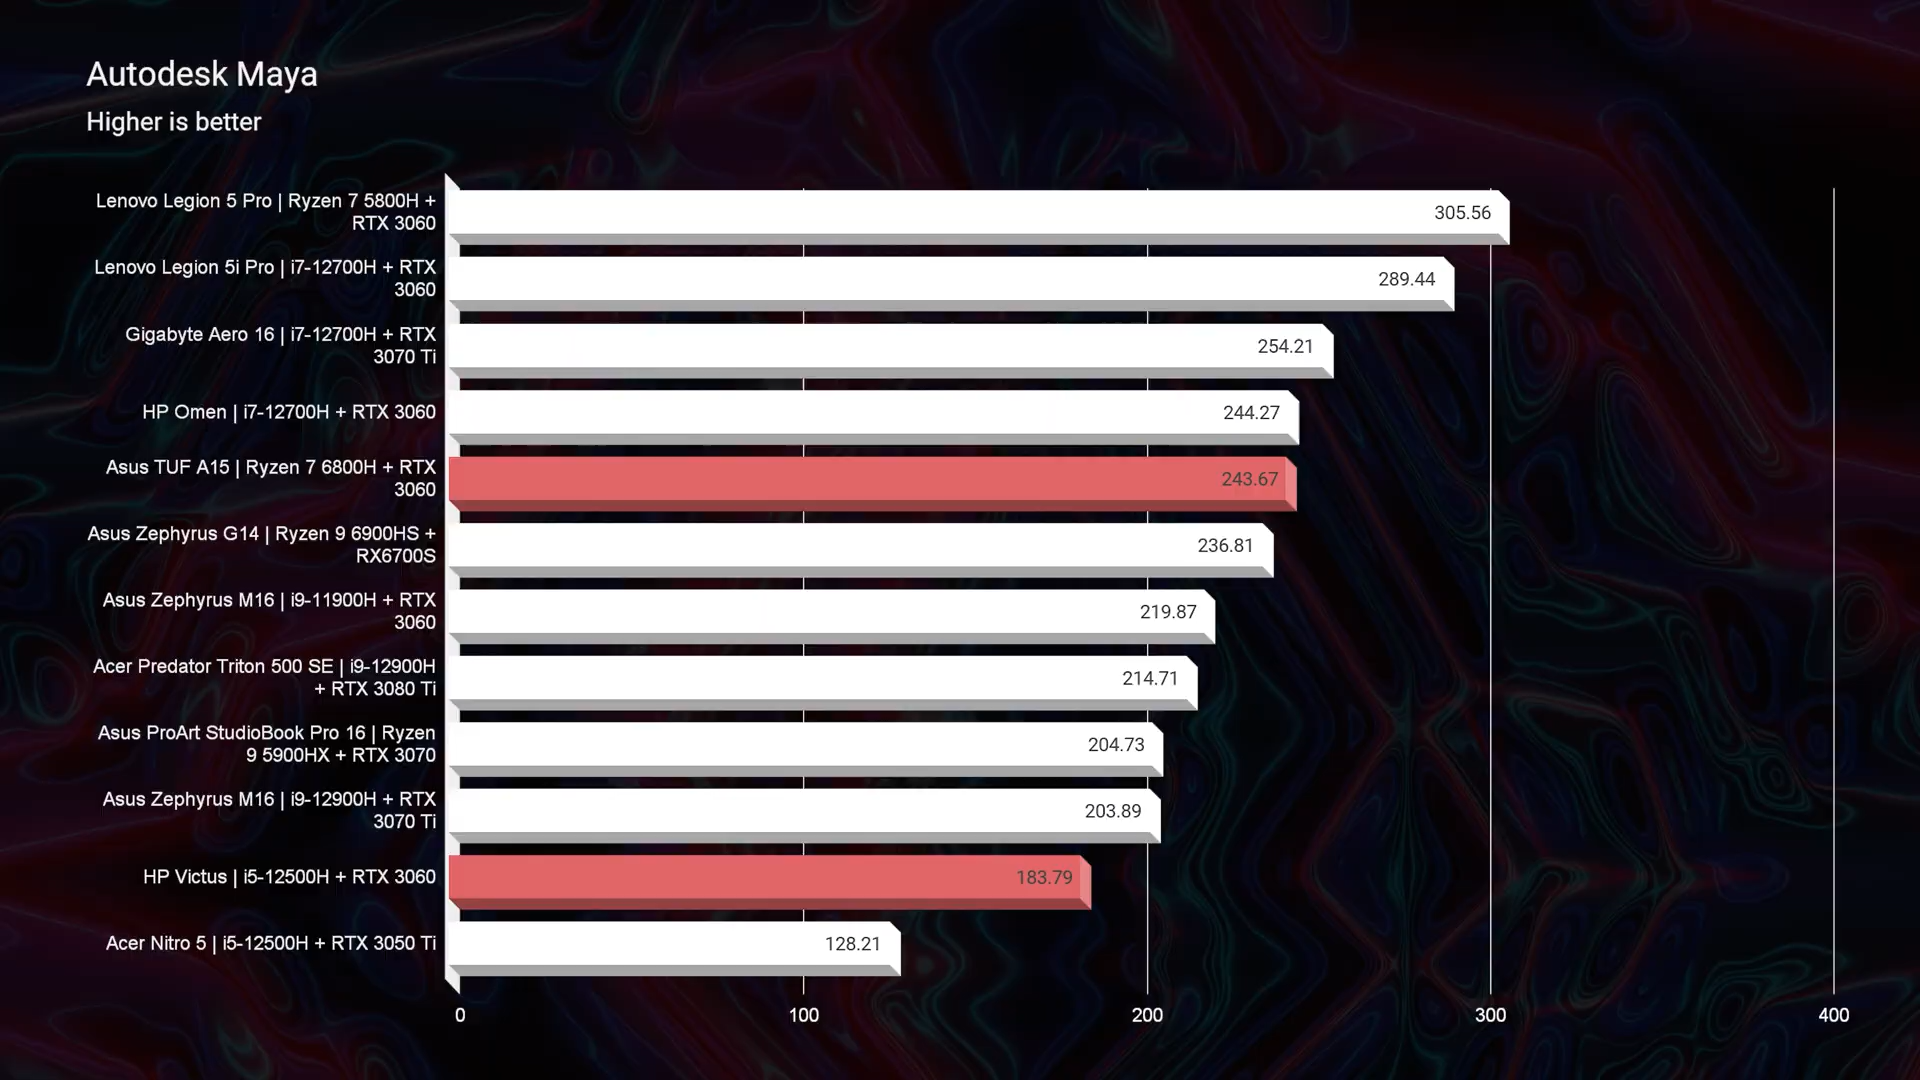 Autodesk Maya
Higher is better
Lenovo Legion 5 Pro | Ryzen 7 5800H +
RTX 3060
305.56
Lenovo Legion 5i Pro | i7-12700H + RTX
3060
289.44
Gigabyte Aero 16 | i7-12700H + RTX
3070 Ti
254.21
HP Omen | i7-12700H + RTX 3060
244.27
Asus TUF A15 | Ryzen 7 6800H + RTX
3060
243.67
Asus Zephyrus G14 | Ryzen 9 6900HS +
RX6700S
236.81
Asus Zephyrus M16 | i9-11900H + RTX
3060
219.87
Acer Predator Triton 500 SE | i9-12900H
+ RTX 3080 Ti
214.71
Asus ProArt StudioBook Pro 16 | Ryzen
9 5900HX + RTX 3070
204.73
Asus Zephyrus M16 | i9-12900H + RTX
3070 Ti
203.89
HP Victus | i5-12500H + RTX 3060
183.79
Acer Nitro 5 | i5-12500H + RTX 3050 Ti
128.21
0 100 200 300 400